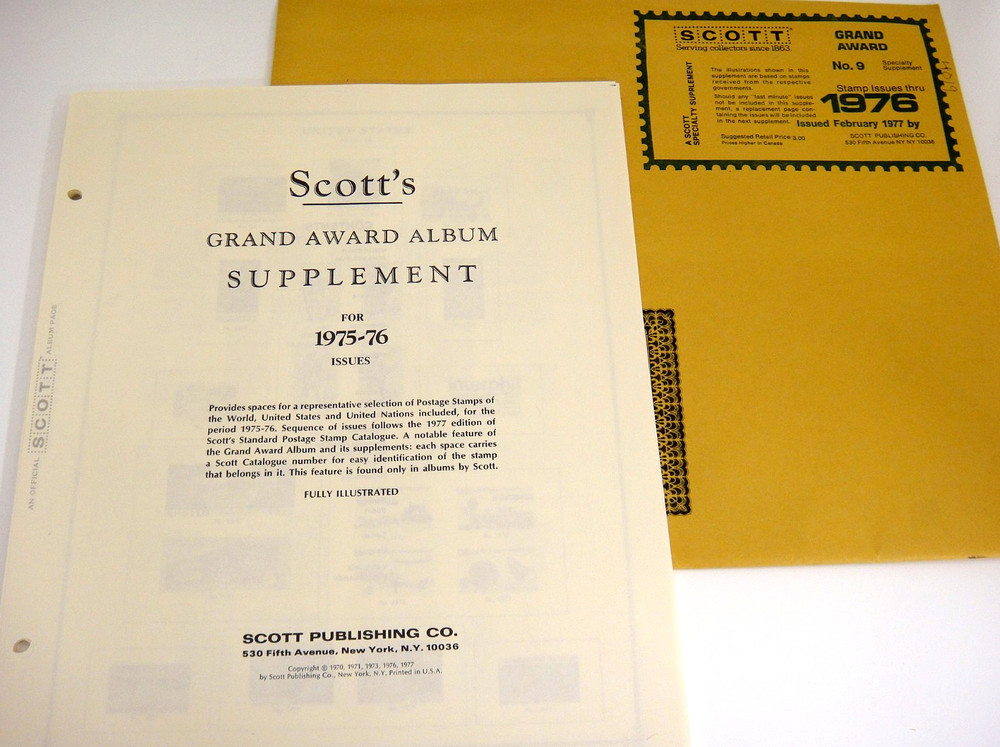 Scott's
GRAND AWARD ALBUM
SUPPLEMENT
FOR
1975-76
ISSUES
Provides spaces for a representative selection of Postage Stamps of
the World, United States and United Nations included, for the
period 1975-76. Sequence of issues follows the 1977 edition of
Scott's Standard Postage Stamp Catalogue. A notable feature of
the Grand Award Album and its supplements: each space carries
a Scott Catalogue number for easy identification of the stamp
that belongs in it. This feature is found only in albums by Scott.
FULLY ILLUSTRATED
SCOTT PUBLISHING CO.
530 Fifth Avenue, New York, N.Y. 10036
Copyright © 1970, 1971, 1973, 1976, 1977
by Scott Publishing Co., New York, N.Y. Printed in U.S.A.
AN OFFICIAL SCOTT ALBUM PAGE
SCOTT
Serving collectors since 1863.
A SCOTT
SPECIALTY SUPPLEMENT
The illustrations shown in this
supplement are based on stamps
received from the respective
governments.
Should any "last minute" issues
not be included in this supple-
ment, a replacement page con-
taining the issues will be included
in the next supplement.
Suggested Retail Price 3.00
Prices Higher in Canada
GRAND
AWARD
No. 9 Specialty
Supplement
Stamp Issues thru
1976
Issued February 1977 by
SCOTT PUBLISHING CO.
530 Fifth Avenue NY NY 10036